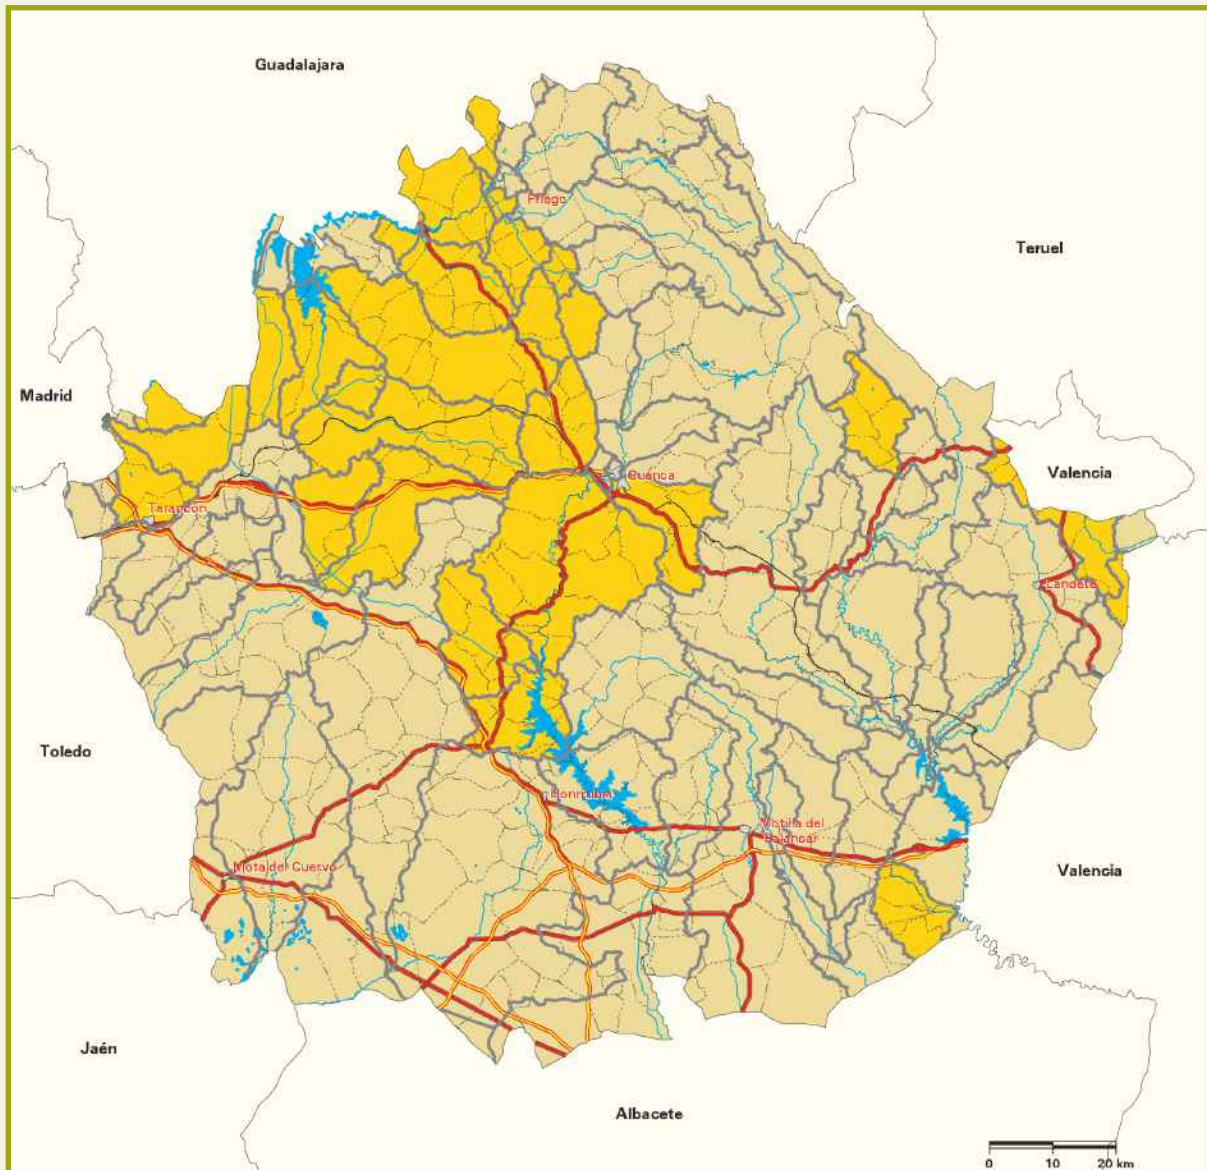 Guadalajara
Priego
Teruel
Madrid
Valencia
Cuenca
Tarancón
Landete
Toledo
Honrubia
Motilla del
Palancar
Mota del Cuervo
Valencia
Jaén
Albacete
0 10 20 km